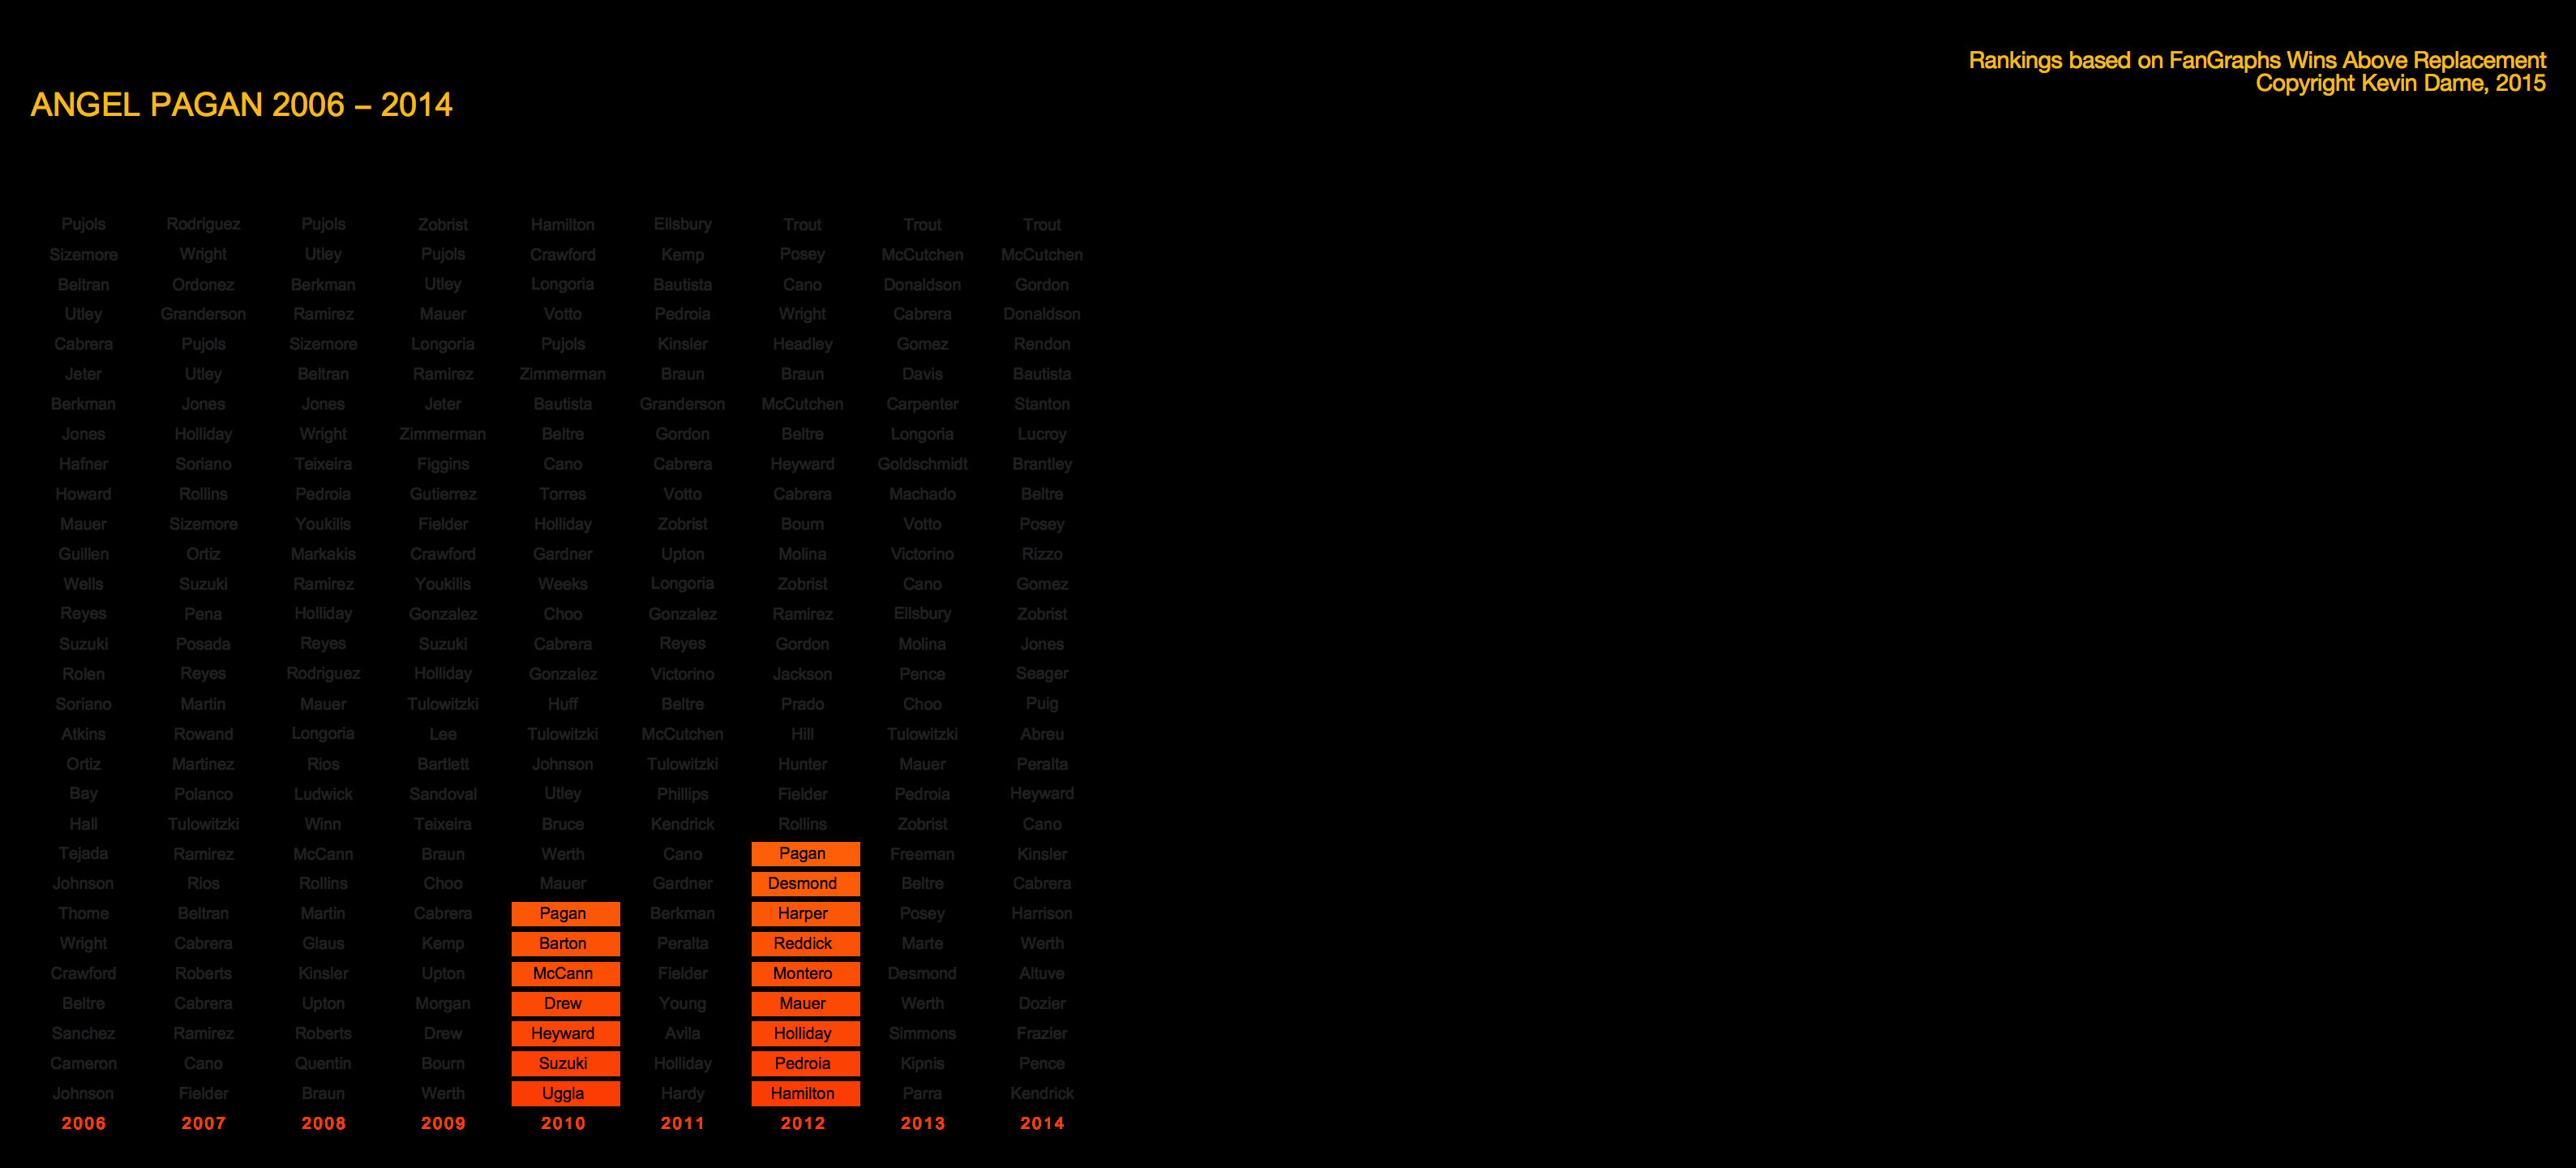 Rankings based on FanGraphs Wins Above Replacement
Copyright Kevin Dame, 2015
ANGEL PAGAN 2006 – 2014
Pujols Rodriguez Pujols Zobrist Hamilton Ellsbury Trout Trout Trout
Sizemore Wright Utley Pujols Crawford Kemp Posey McCutchen McCutchen
Beltran Ordonez Berkman Utley Longoria Bautista Cano Donaldson Gordon
Utley Granderson Ramirez Mauer Votto Pedroia Wright Cabrera Donaldson
Cabrera Pujols Sizemore Longoria Pujols Kinsler Headley Gomez Rendon
Jeter Utley Beltran Ramirez Zimmerman Braun Braun Davis Bautista
Berkman Jones Jones Jeter Bautista Granderson McCutchen Carpenter Stanton
Jones Holliday Wright Zimmerman Beltre Gordon Beltre Longoria Lucroy
Hafner Soriano Teixeira Figgins Cano Cabrera Heyward Goldschmidt Brantley
Howard Rollins Pedroia Gutierrez Torres Votto Cabrera Machado Beltre
Mauer Sizemore Youkilis Fielder Holliday Zobrist Bourn Votto Posey
Guillen Ortiz Markakis Crawford Gardner Upton Molina Victorino Rizzo
Wells Suzuki Ramirez Youkilis Weeks Longoria Zobrist Cano Gomez
Reyes Pena Holliday Gonzalez Choo Gonzalez Ramirez Ellsbury Zobrist
Suzuki Posada Reyes Suzuki Cabrera Reyes Gordon Molina Jones
Rolen Reyes Rodriguez Holliday Gonzalez Victorino Jackson Pence Seager
Soriano Martin Mauer Tulowitzki Huff Beltre Prado Choo Puig
Atkins Rowand Longoria Lee Tulowitzki McCutchen Hill Tulowitzki Abreu
Ortiz Martinez Rios Bartlett Johnson Tulowitzki Hunter Mauer Peralta
Bay Polanco Ludwick Sandoval Utley Phillips Fielder Pedroia Heyward
Hall Tulowitzki Winn Teixeira Bruce Kendrick Rollins Zobrist Cano
Tejada Ramirez McCann Braun Werth Cano Pagan Freeman Kinsler
Johnson Rios Rollins Choo Mauer Gardner Desmond Beltre Cabrera
Thome Beltran Martin Cabrera Pagan Berkman Harper Posey Harrison
Wright Cabrera Glaus Kemp Barton Peralta Reddick Marte Werth
Crawford Roberts Kinsler Upton McCann Fielder Montero Desmond Altuve
Beltre Cabrera Upton Morgan Drew Young Mauer Werth Dozier
Sanchez Ramirez Roberts Drew Heyward Avila Holliday Simmons Frazier
Cameron Cano Quentin Bourn Suzuki Holliday Pedroia Kipnis Pence
Johnson Fielder Braun Werth Uggla Hardy Hamilton Parra Kendrick
2006 2007 2008 2009 2010 2011 2012 2013 2014